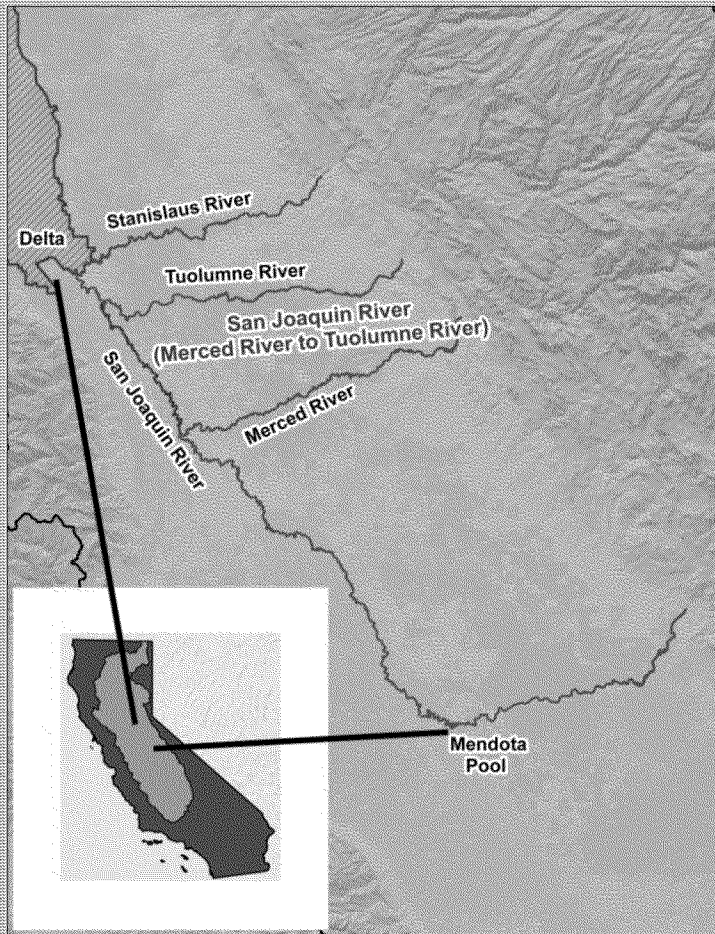 Stanislaus River
Delta
Tuolumne River
San Joaquin River
(Merced River to Tuolumne River)
San Joaquin River
Merced River
Mendota
Pool